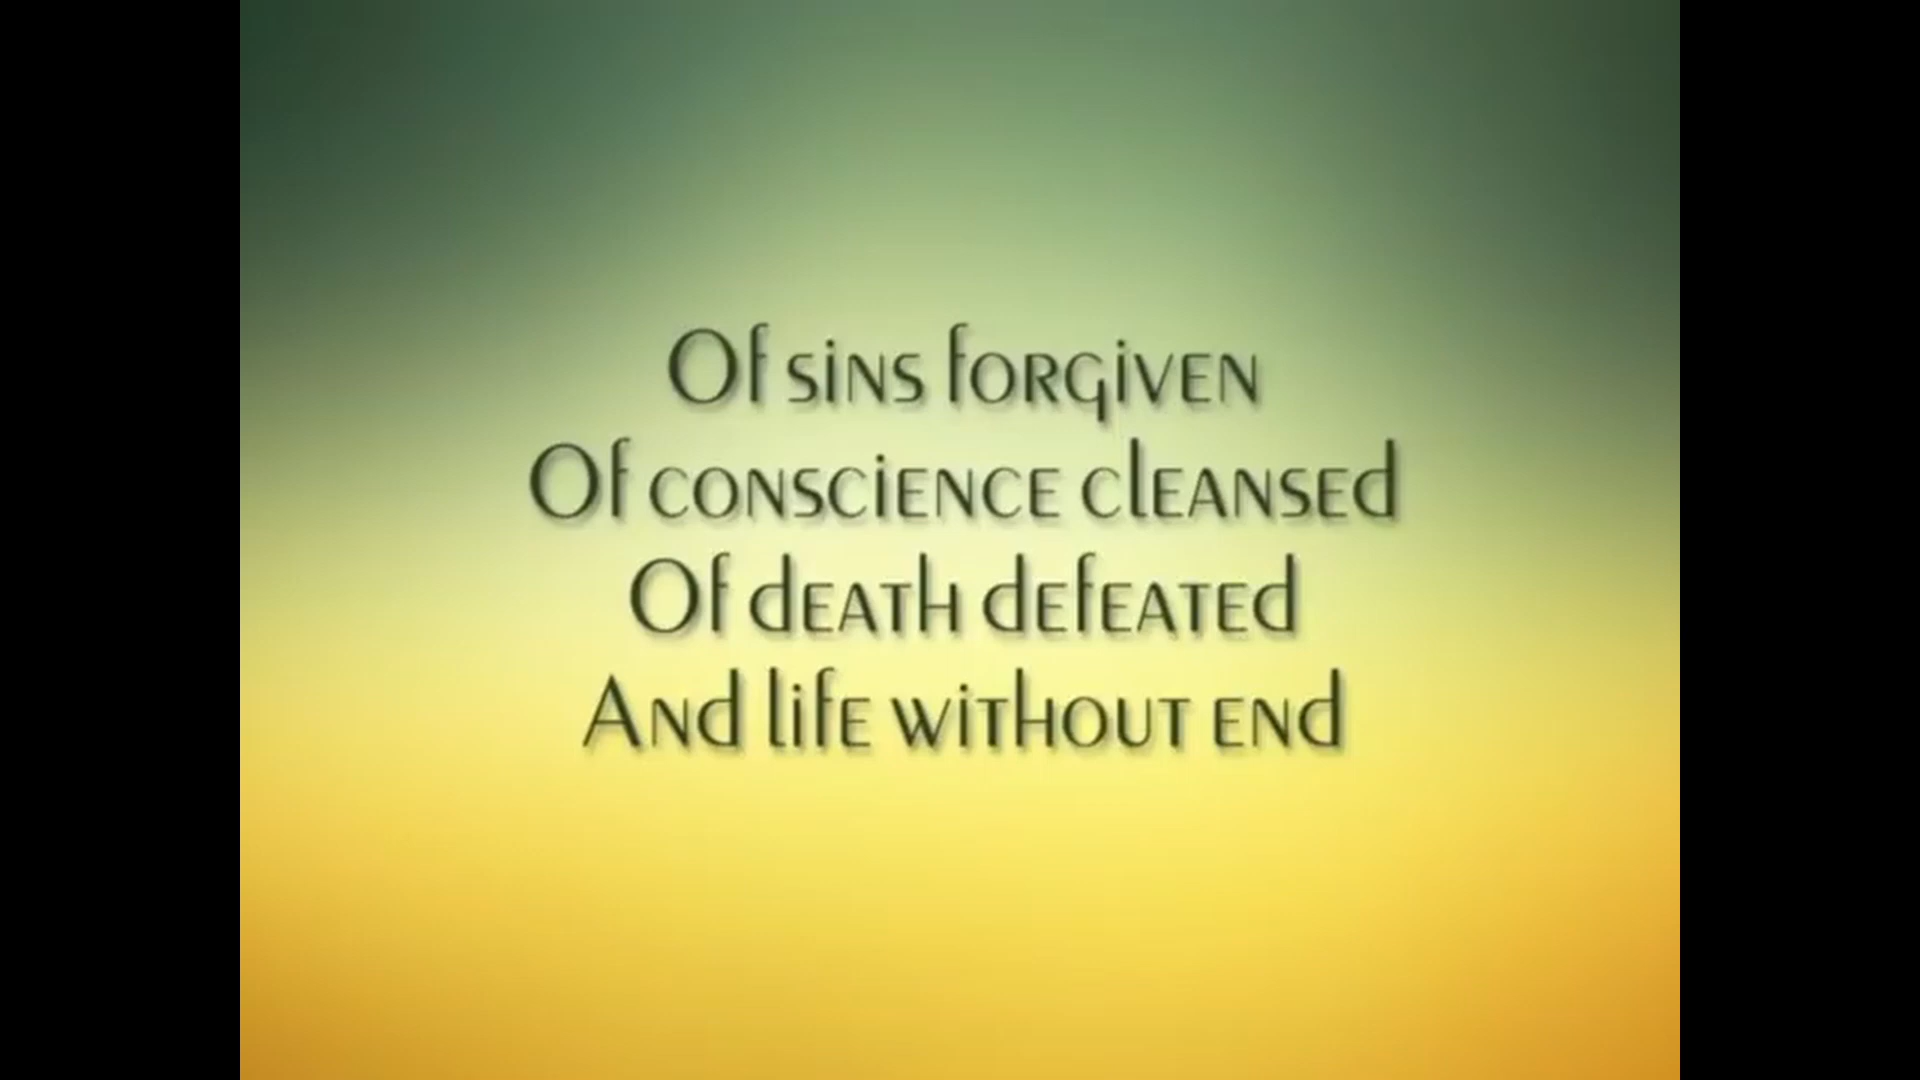 Of sins forgiven
Of conscience cleansed
Of death defeated
And life without end